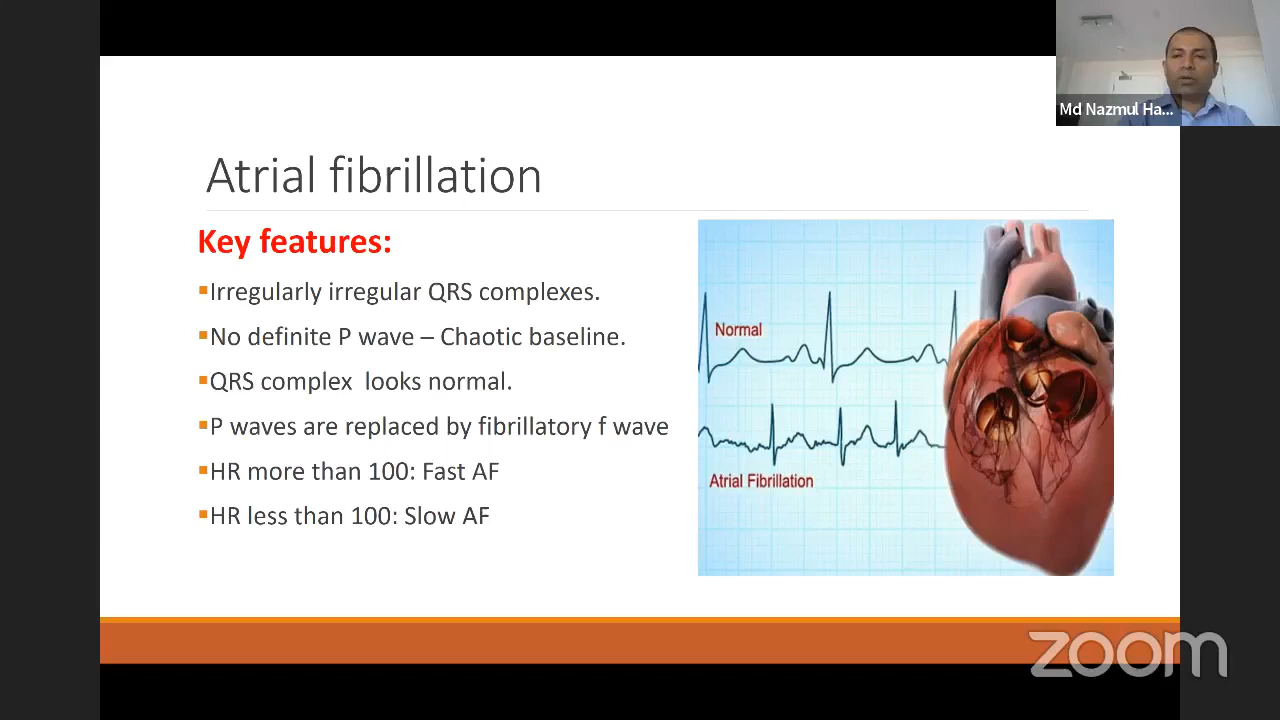 Md Nazmul Ha...
Atrial fibrillation
Key features:
▪Irregularly irregular QRS complexes.
▪No definite P wave – Chaotic baseline.
▪QRS complex looks normal.
▪P waves are replaced by fibrillatory f wave
▪HR more than 100: Fast AF
▪HR less than 100: Slow AF
Normal
Atrial Fibrillation
zoom